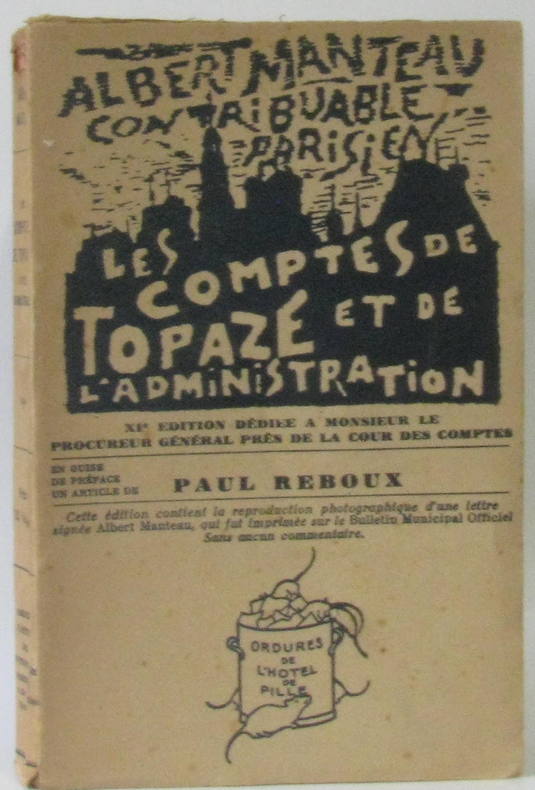 ALBERT MANTEAU
CONTRIBUABLE
PARISIEN
LES
COMPTES DE
TOPAZE ET DE
L'ADMINISTRATION
XIe EDITION DÉDIÉE A MONSIEUR LE
PROCUREUR GÉNÉRAL PRÈS DE LA COUR DES COMPTES
EN GUISE
DE PRÉFACE
UN ARTICLE DE
PAUL REBOUX
Cette édition contient la reproduction photographique d'une lettre
signée Albert Manteau, qui fut imprimée sur le Bulletin Municipal Officiel
Sans aucun commentaire.
ORDURES
DE
L'HOTEL
DE
PILLE